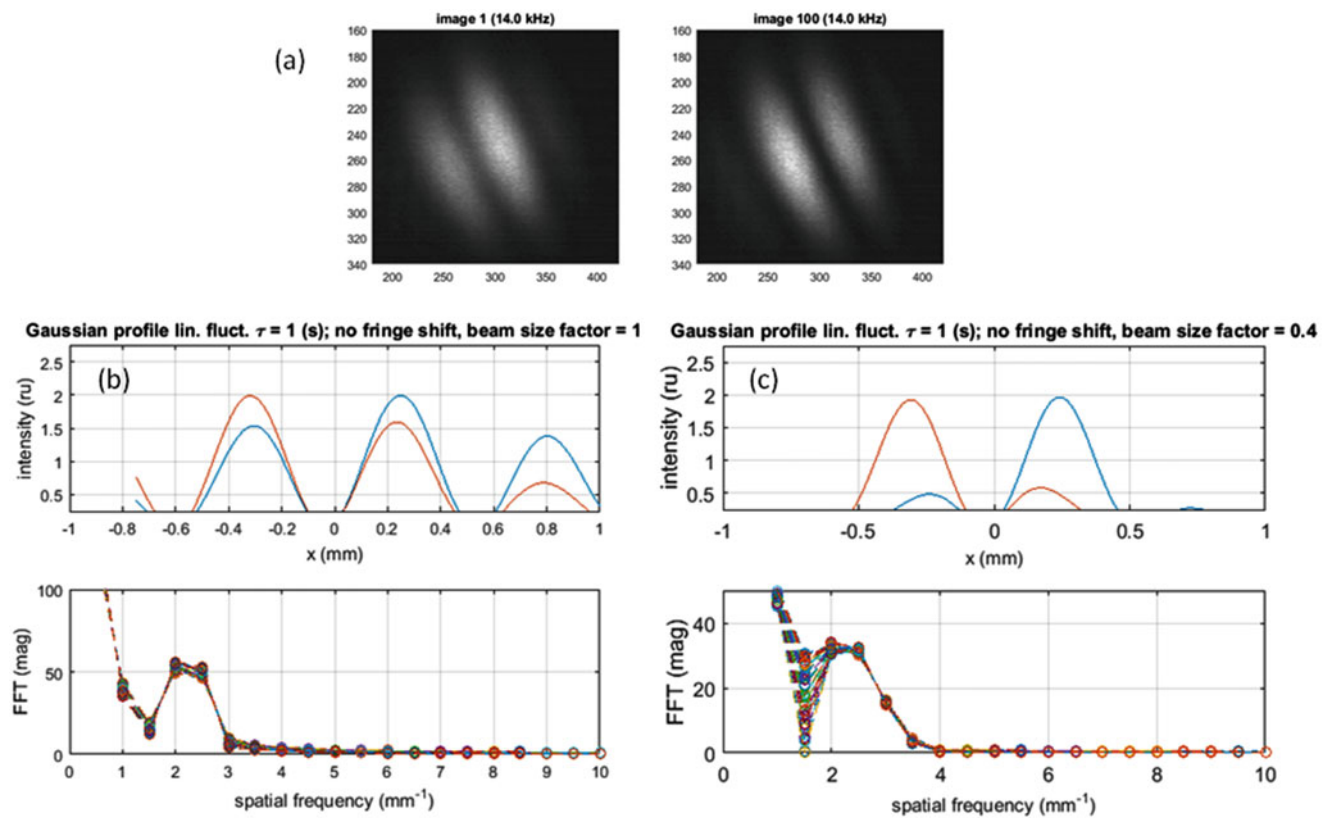 image 1 (14.0 kHz) image 100 (14.0 kHz)
(a)
160 160
180 180
200 200
220 220
240 240
260 260
280 280
300 300
320 320
340 340
200 250 300 350 400 200 250 300 350 400
Gaussian profile lin. fluct. τ = 1 (s); no fringe shift, beam size factor = 1
(b)
intensity (ru)
2.5
2
1.5
1
0.5
-1 -0.8 -0.6 -0.4 -0.2 0 0.2 0.4 0.6 0.8 1
x (mm)
FFT (mag)
100
50
0
0 1 2 3 4 5 6 7 8 9 10
spatial frequency (mm⁻¹)
Gaussian profile lin. fluct. τ = 1 (s); no fringe shift, beam size factor = 0.4
(c)
intensity (ru)
2.5
2
1.5
1
0.5
-1 -0.5 0 0.5 1
x (mm)
FFT (mag)
40
20
0
0 2 4 6 8 10
spatial frequency (mm⁻¹)